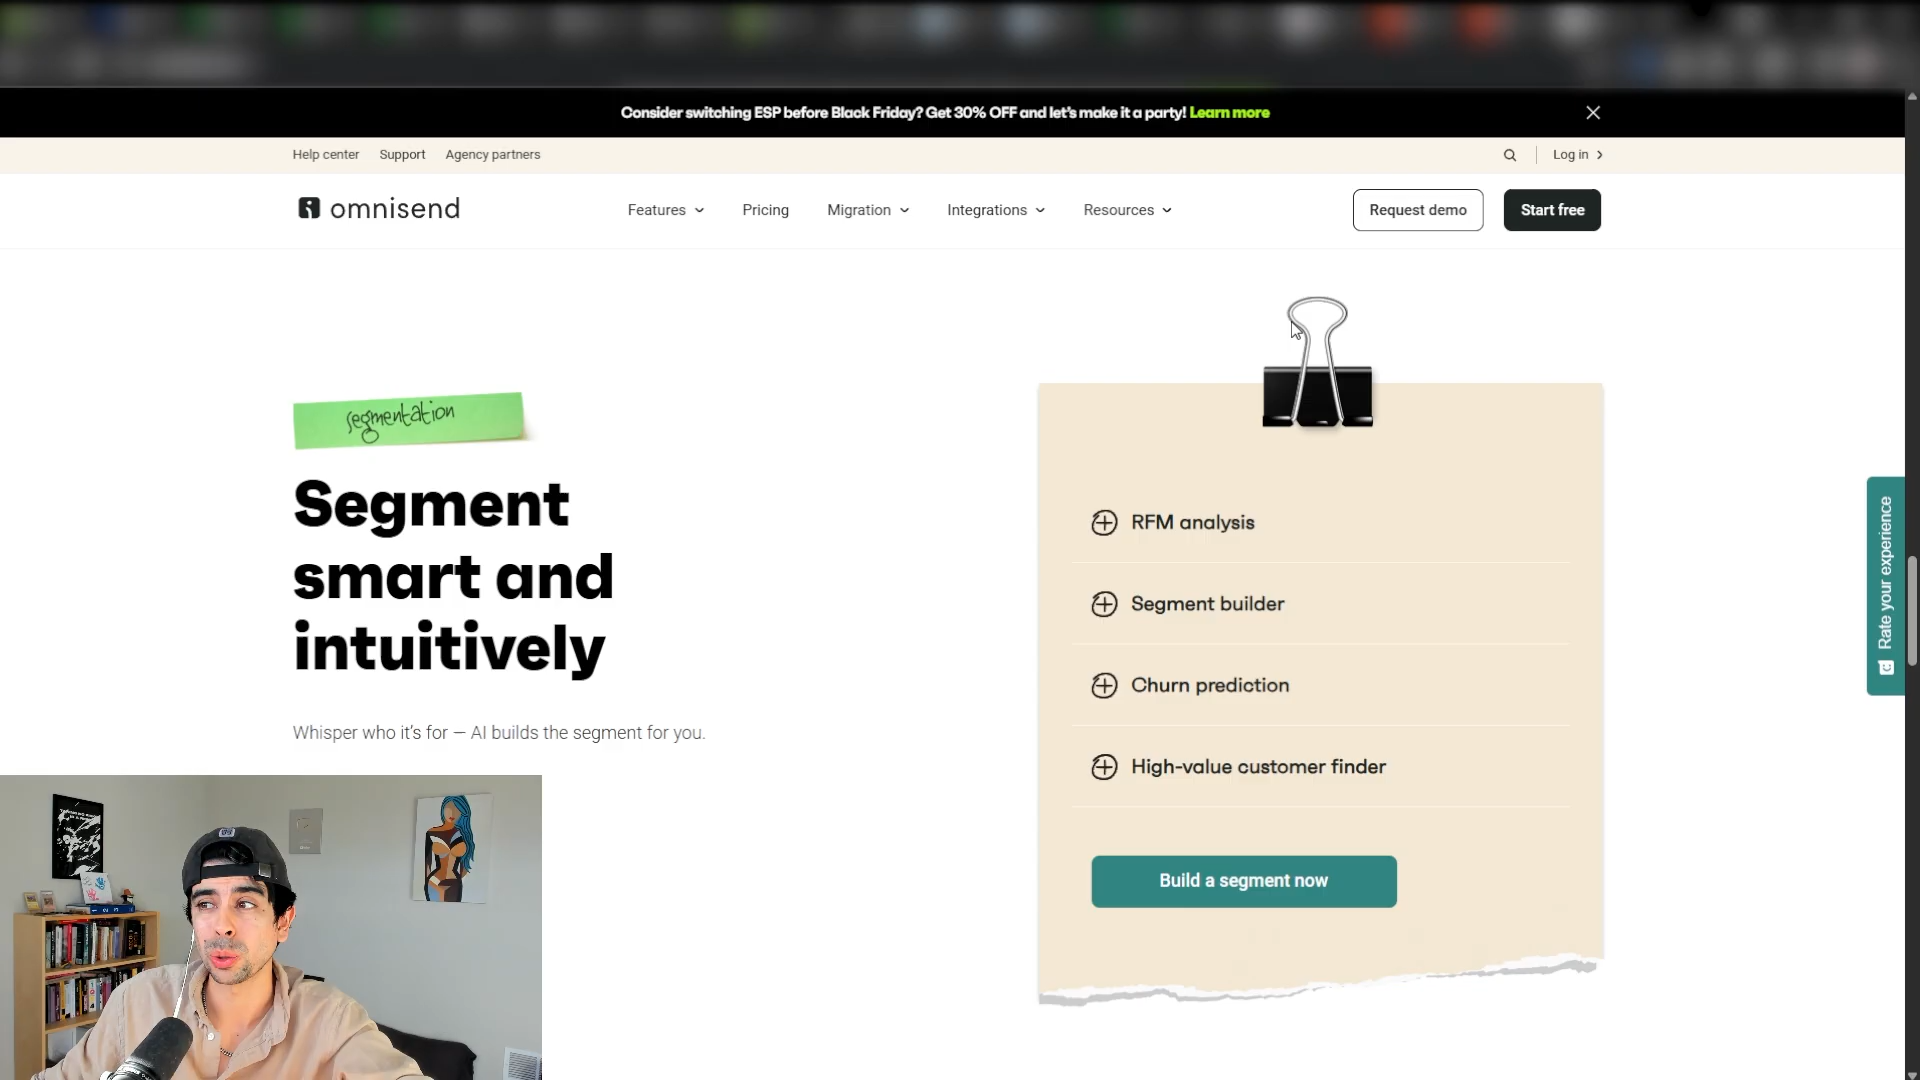 Consider switching ESP before Black Friday? Get 30% OFF and let's make it a party! Learn more
Help center Support Agency partners
Log in
omnisend
Features Pricing Migration Integrations Resources
Request demo Start free
segmentation
Segment
smart and
intuitively
Whisper who it's for — AI builds the segment for you.
RFM analysis
Segment builder
Churn prediction
High-value customer finder
Build a segment now
Rate your experience